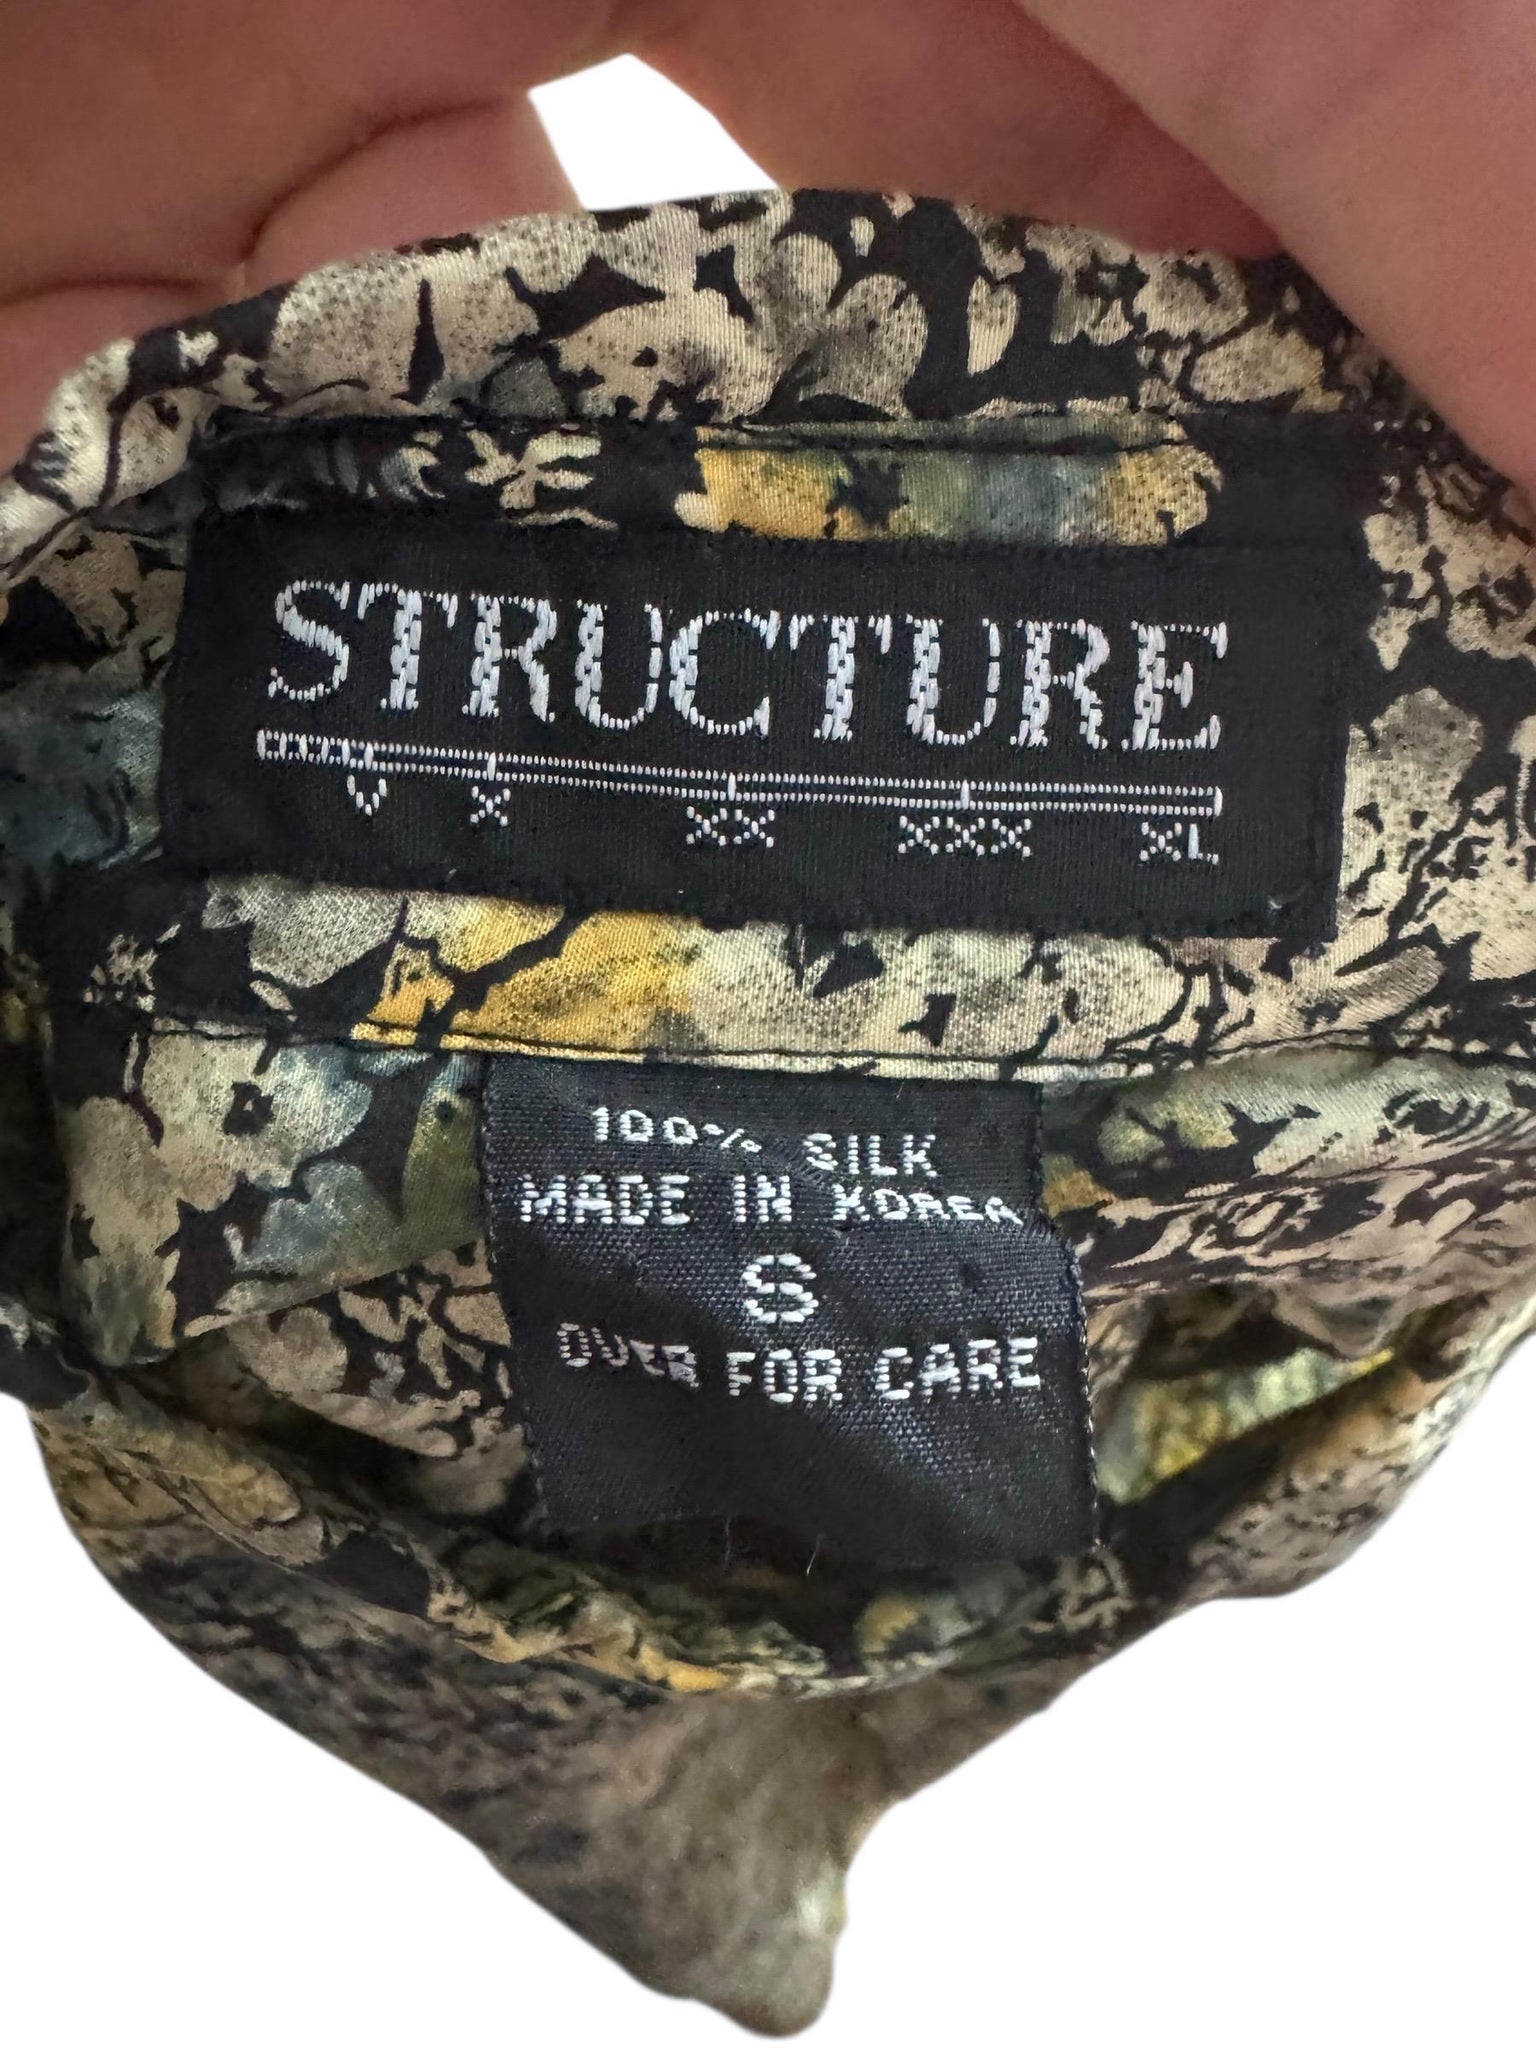 STRUCTURE
V X XX XXX XL
100% SILK
MADE IN KOREA
S
OVER FOR CARE